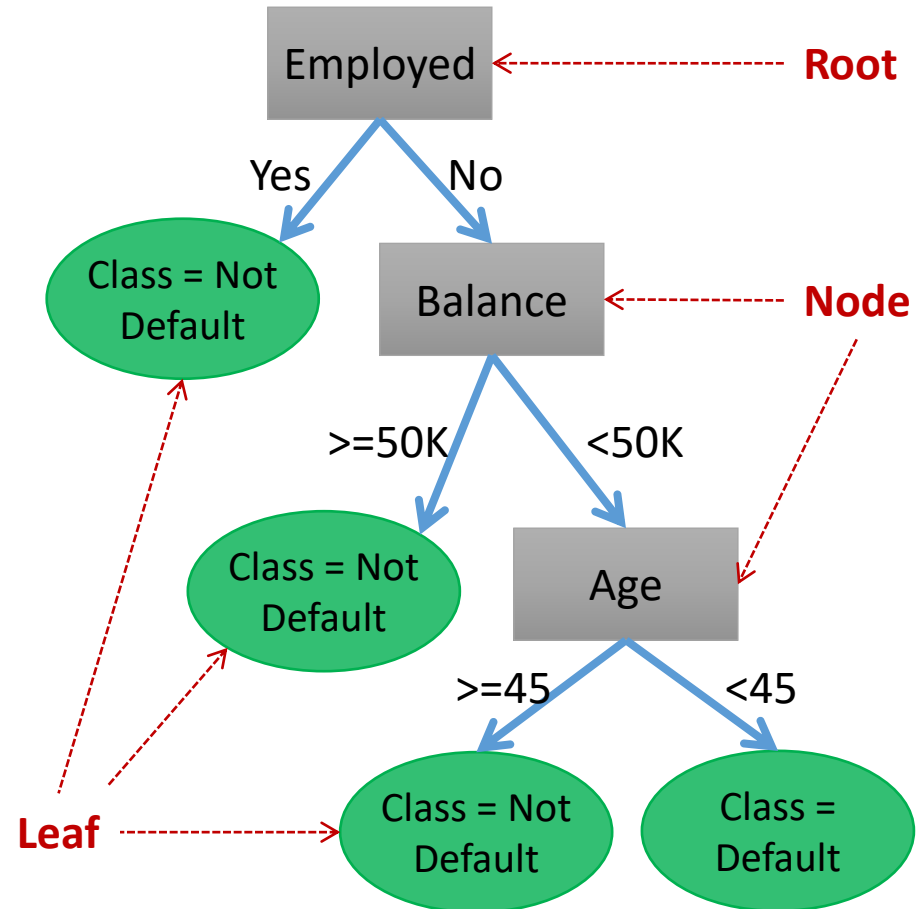 Employed
Root
Yes
No
Class = Not
Default
Balance
Node
>=50K
<50K
Class = Not
Default
Age
>=45
<45
Leaf
Class = Not
Default
Class =
Default